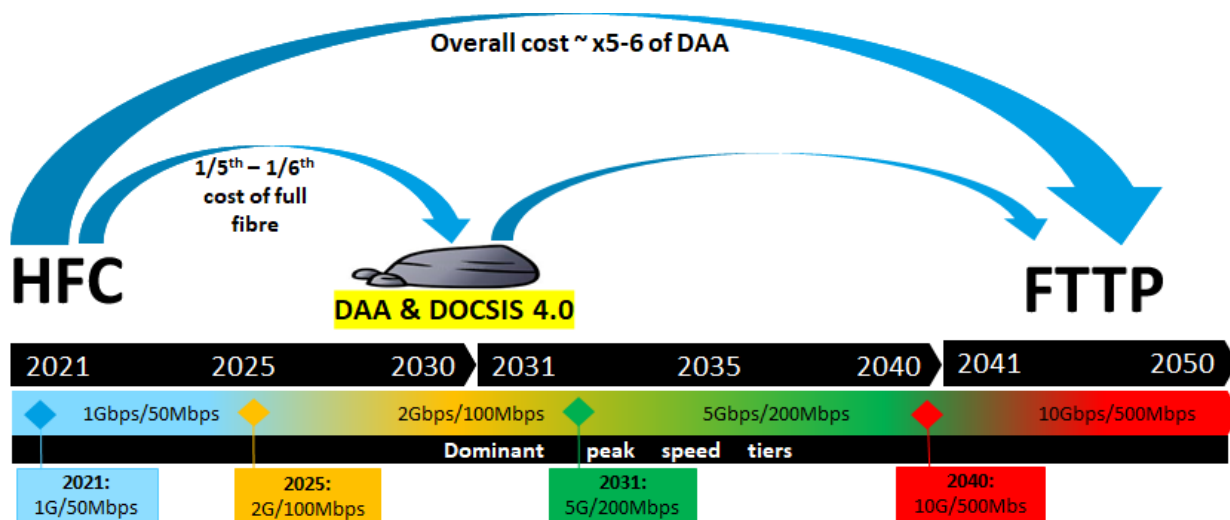 Overall cost ~ x5-6 of DAA
1/5th – 1/6th
cost of full
fibre
HFC
DAA & DOCSIS 4.0
FTTP
2021 2025 2030 2031 2035 2040 2041 2050
1Gbps/50Mbps 2Gbps/100Mbps 5Gbps/200Mbps 10Gbps/500Mbps
Dominant peak speed tiers
2021:
1G/50Mbps
2025:
2G/100Mbps
2031:
5G/200Mbps
2040:
10G/500Mbs